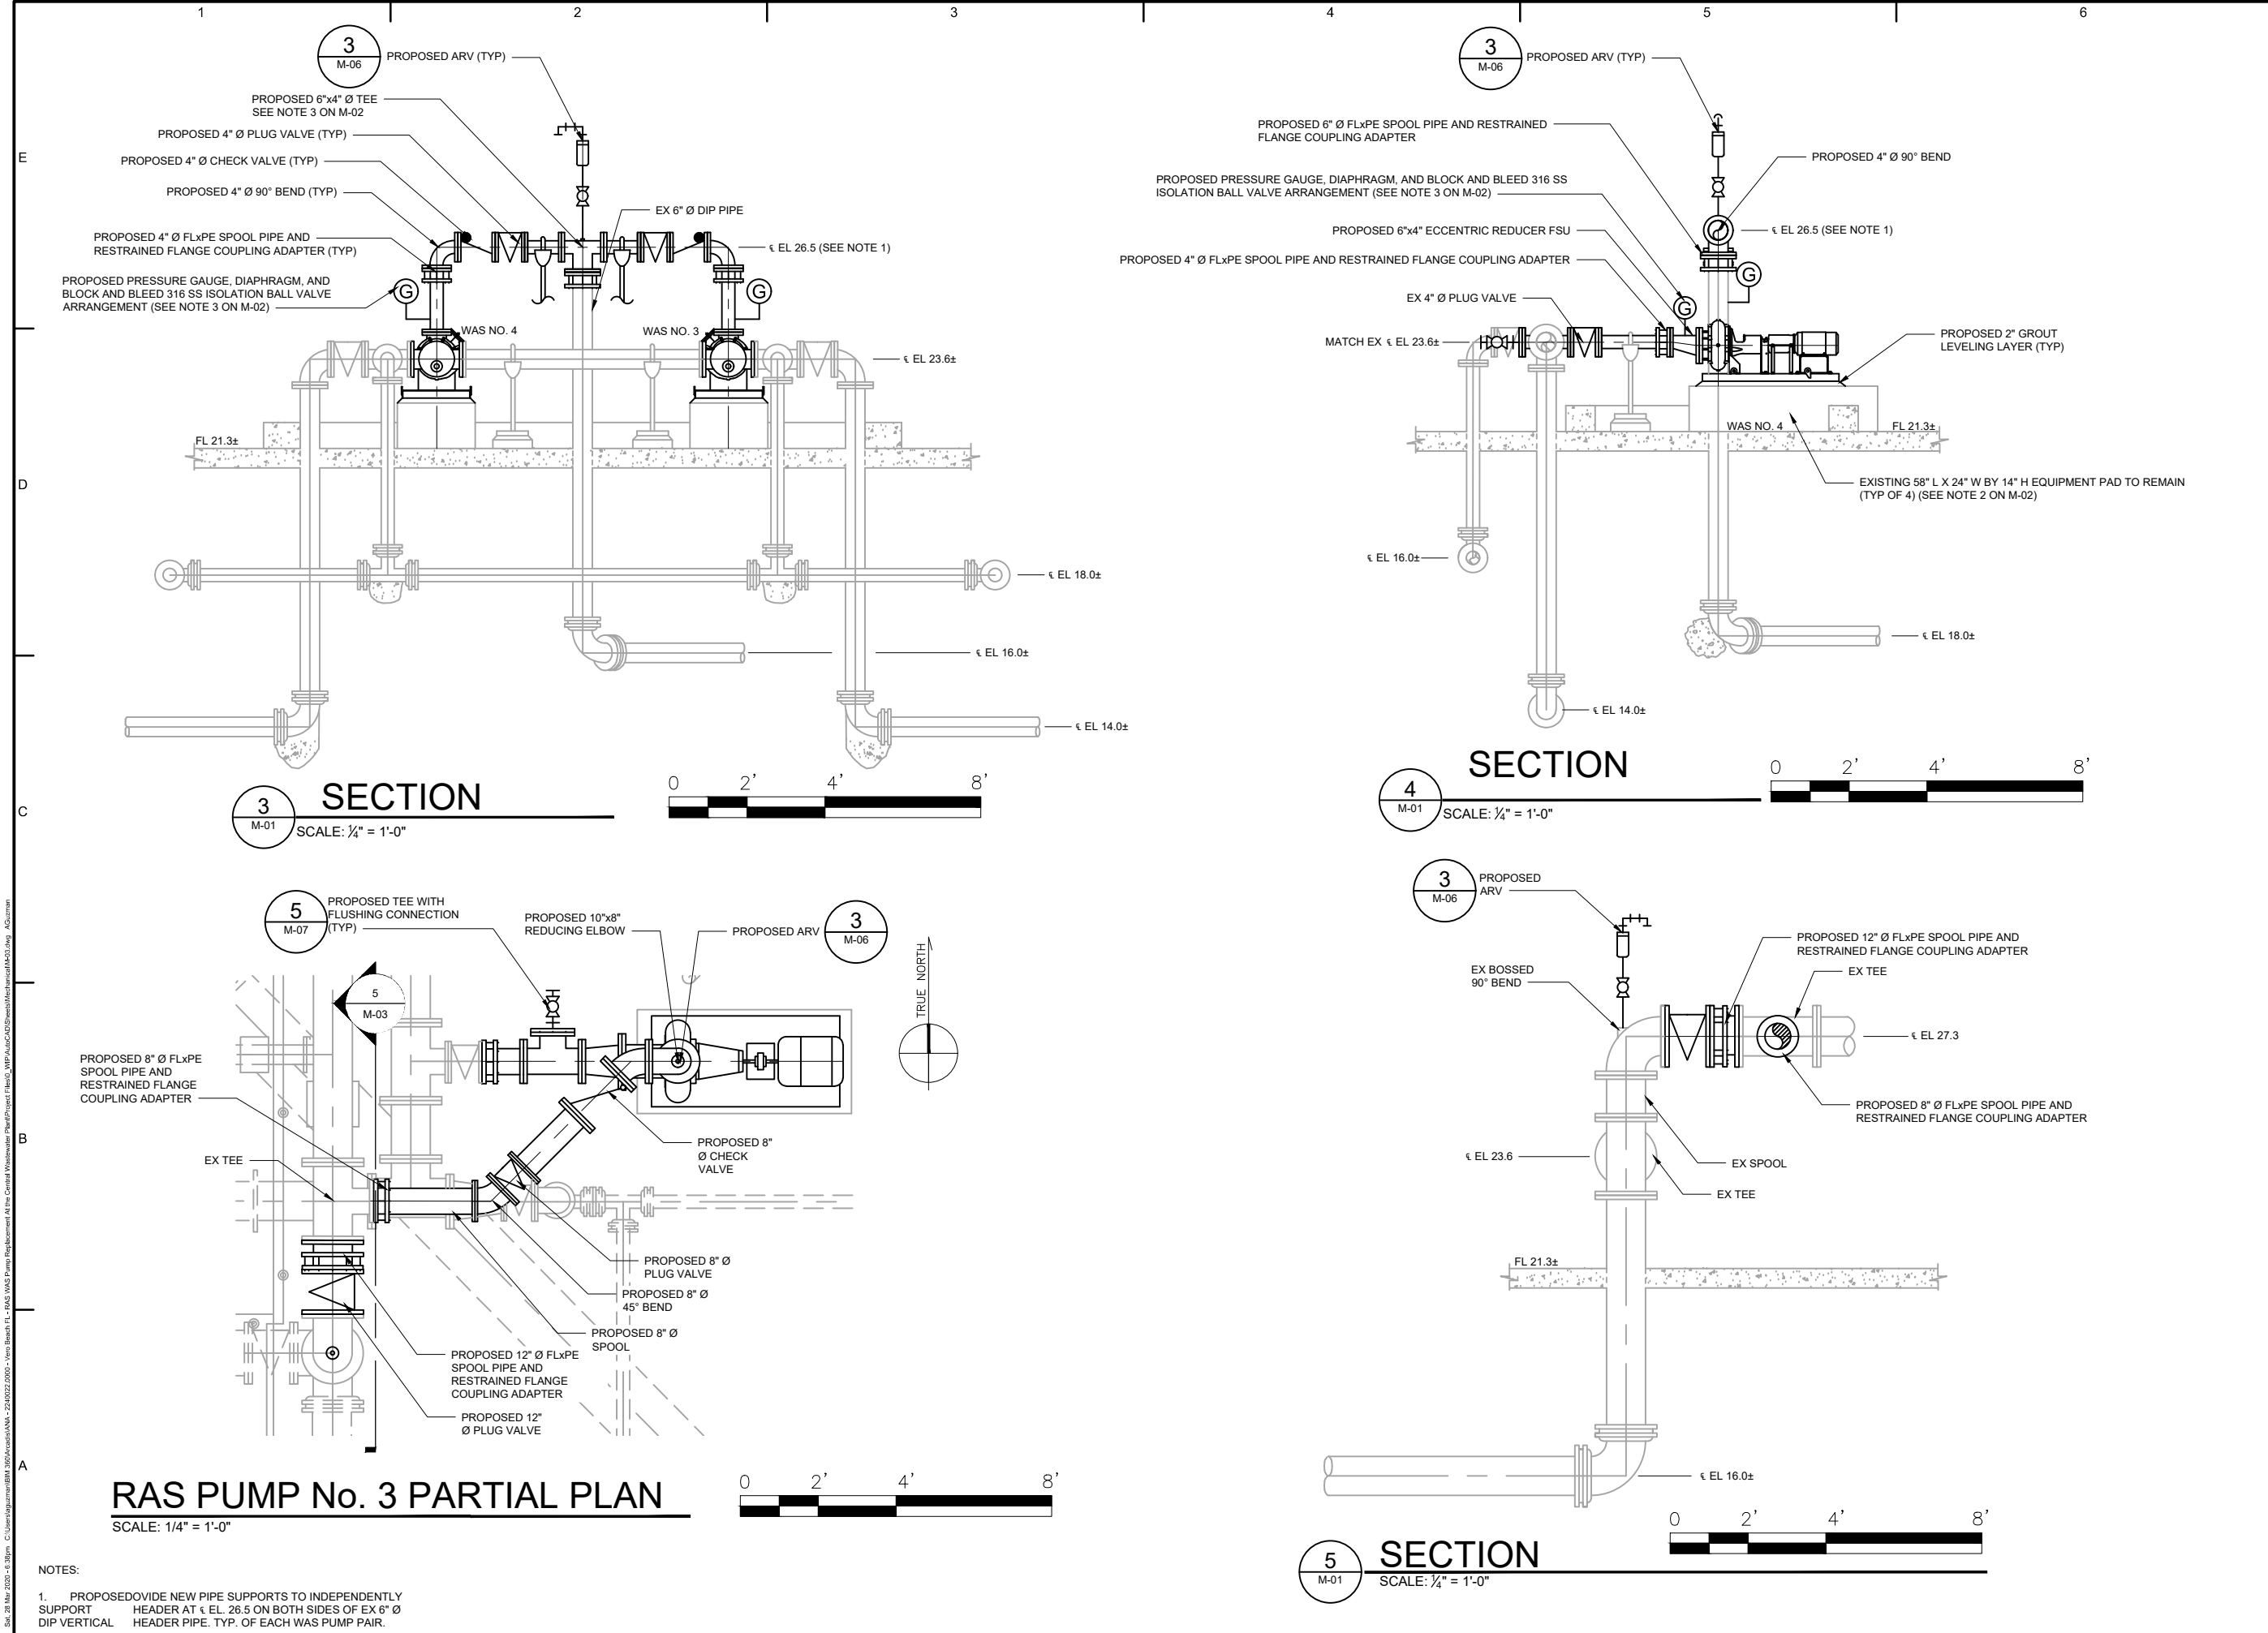 1
2
3
4
5
6
E
D
C
B
A
3
M-06
PROPOSED ARV (TYP)
PROPOSED 6"x4" Ø TEE
SEE NOTE 3 ON M-02
PROPOSED 4" Ø PLUG VALVE (TYP)
PROPOSED 4" Ø CHECK VALVE (TYP)
PROPOSED 4" Ø 90° BEND (TYP)
PROPOSED 4" Ø FLxPE SPOOL PIPE AND
RESTRAINED FLANGE COUPLING ADAPTER (TYP)
PROPOSED PRESSURE GAUGE, DIAPHRAGM, AND
BLOCK AND BLEED 316 SS ISOLATION BALL VALVE
ARRANGEMENT (SEE NOTE 3 ON M-02)
EX 6" Ø DIP PIPE
℄ EL 26.5 (SEE NOTE 1)
G
G
WAS NO. 4
WAS NO. 3
℄ EL 23.6±
FL 21.3±
℄ EL 18.0±
℄ EL 16.0±
℄ EL 14.0±
3
M-01
SECTION
SCALE: ¼" = 1'-0"
0 2' 4' 8'
3
M-06
PROPOSED ARV (TYP)
PROPOSED 6" Ø FLxPE SPOOL PIPE AND RESTRAINED
FLANGE COUPLING ADAPTER
PROPOSED 4" Ø 90° BEND
PROPOSED PRESSURE GAUGE, DIAPHRAGM, AND BLOCK AND BLEED 316 SS
ISOLATION BALL VALVE ARRANGEMENT (SEE NOTE 3 ON M-02)
℄ EL 26.5 (SEE NOTE 1)
PROPOSED 6"x4" ECCENTRIC REDUCER FSU
PROPOSED 4" Ø FLxPE SPOOL PIPE AND RESTRAINED FLANGE COUPLING ADAPTER
G
G
EX 4" Ø PLUG VALVE
MATCH EX ℄ EL 23.6±
PROPOSED 2" GROUT
LEVELING LAYER (TYP)
WAS NO. 4
FL 21.3±
EXISTING 58" L X 24" W BY 14" H EQUIPMENT PAD TO REMAIN
(TYP OF 4) (SEE NOTE 2 ON M-02)
℄ EL 16.0±
℄ EL 18.0±
℄ EL 14.0±
4
M-01
SECTION
SCALE: ¼" = 1'-0"
0 2' 4' 8'
5
M-07
PROPOSED TEE WITH
FLUSHING CONNECTION
(TYP)
PROPOSED 10"x8"
REDUCING ELBOW
PROPOSED ARV
3
M-06
TRUE NORTH
5
M-03
PROPOSED 8" Ø FLxPE
SPOOL PIPE AND
RESTRAINED FLANGE
COUPLING ADAPTER
EX TEE
PROPOSED 8"
Ø CHECK
VALVE
PROPOSED 8" Ø
PLUG VALVE
PROPOSED 8" Ø
45° BEND
PROPOSED 8" Ø
SPOOL
PROPOSED 12" Ø FLxPE
SPOOL PIPE AND
RESTRAINED FLANGE
COUPLING ADAPTER
PROPOSED 12"
Ø PLUG VALVE
RAS PUMP No. 3 PARTIAL PLAN
SCALE: 1/4" = 1'-0"
0 2' 4' 8'
3
M-06
PROPOSED
ARV
EX BOSSED
90° BEND
PROPOSED 12" Ø FLxPE SPOOL PIPE AND
RESTRAINED FLANGE COUPLING ADAPTER
EX TEE
℄ EL 27.3
PROPOSED 8" Ø FLxPE SPOOL PIPE AND
RESTRAINED FLANGE COUPLING ADAPTER
℄ EL 23.6
EX SPOOL
EX TEE
FL 21.3±
℄ EL 16.0±
5
M-01
SECTION
SCALE: ¼" = 1'-0"
0 2' 4' 8'
NOTES:
1. PROPOSEDOVIDE NEW PIPE SUPPORTS TO INDEPENDENTLY
SUPPORT HEADER AT ℄ EL. 26.5 ON BOTH SIDES OF EX 6" Ø
DIP VERTICAL HEADER PIPE. TYP. OF EACH WAS PUMP PAIR.